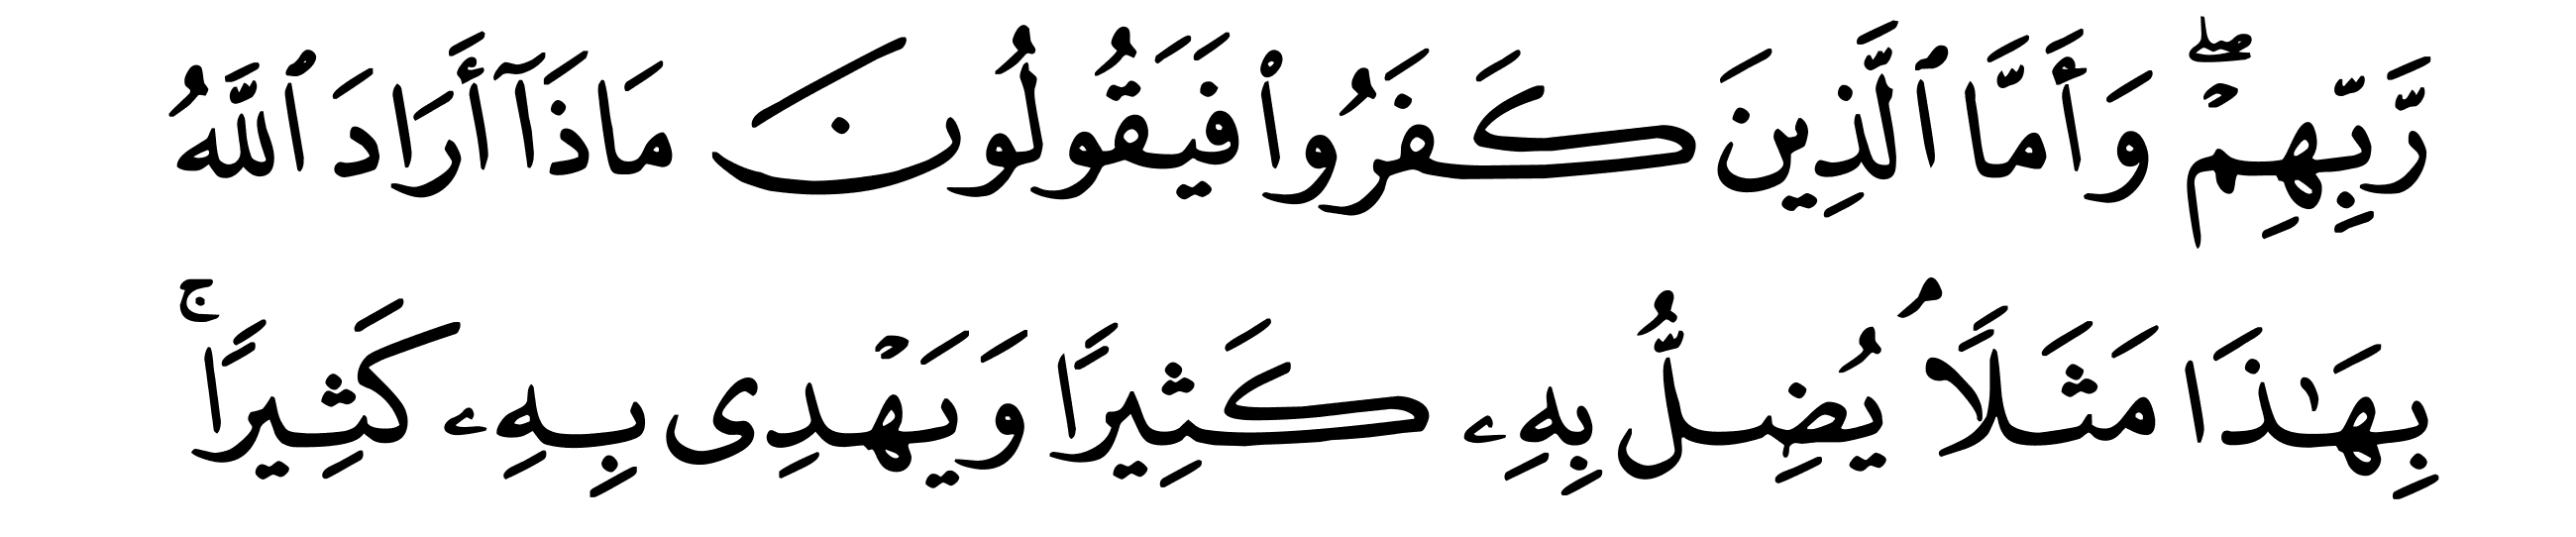 رَّبِّهِمۡۖ وَأَمَّا ٱلَّذِينَ كَفَرُواْ فَيَقُولُونَ مَاذَآ أَرَادَ ٱللَّهُ
بِهَٰذَا مَثَلٗاۘ يُضِلُّ بِهِۦ كَثِيرٗا وَيَهۡدِي بِهِۦ كَثِيرٗاۚ